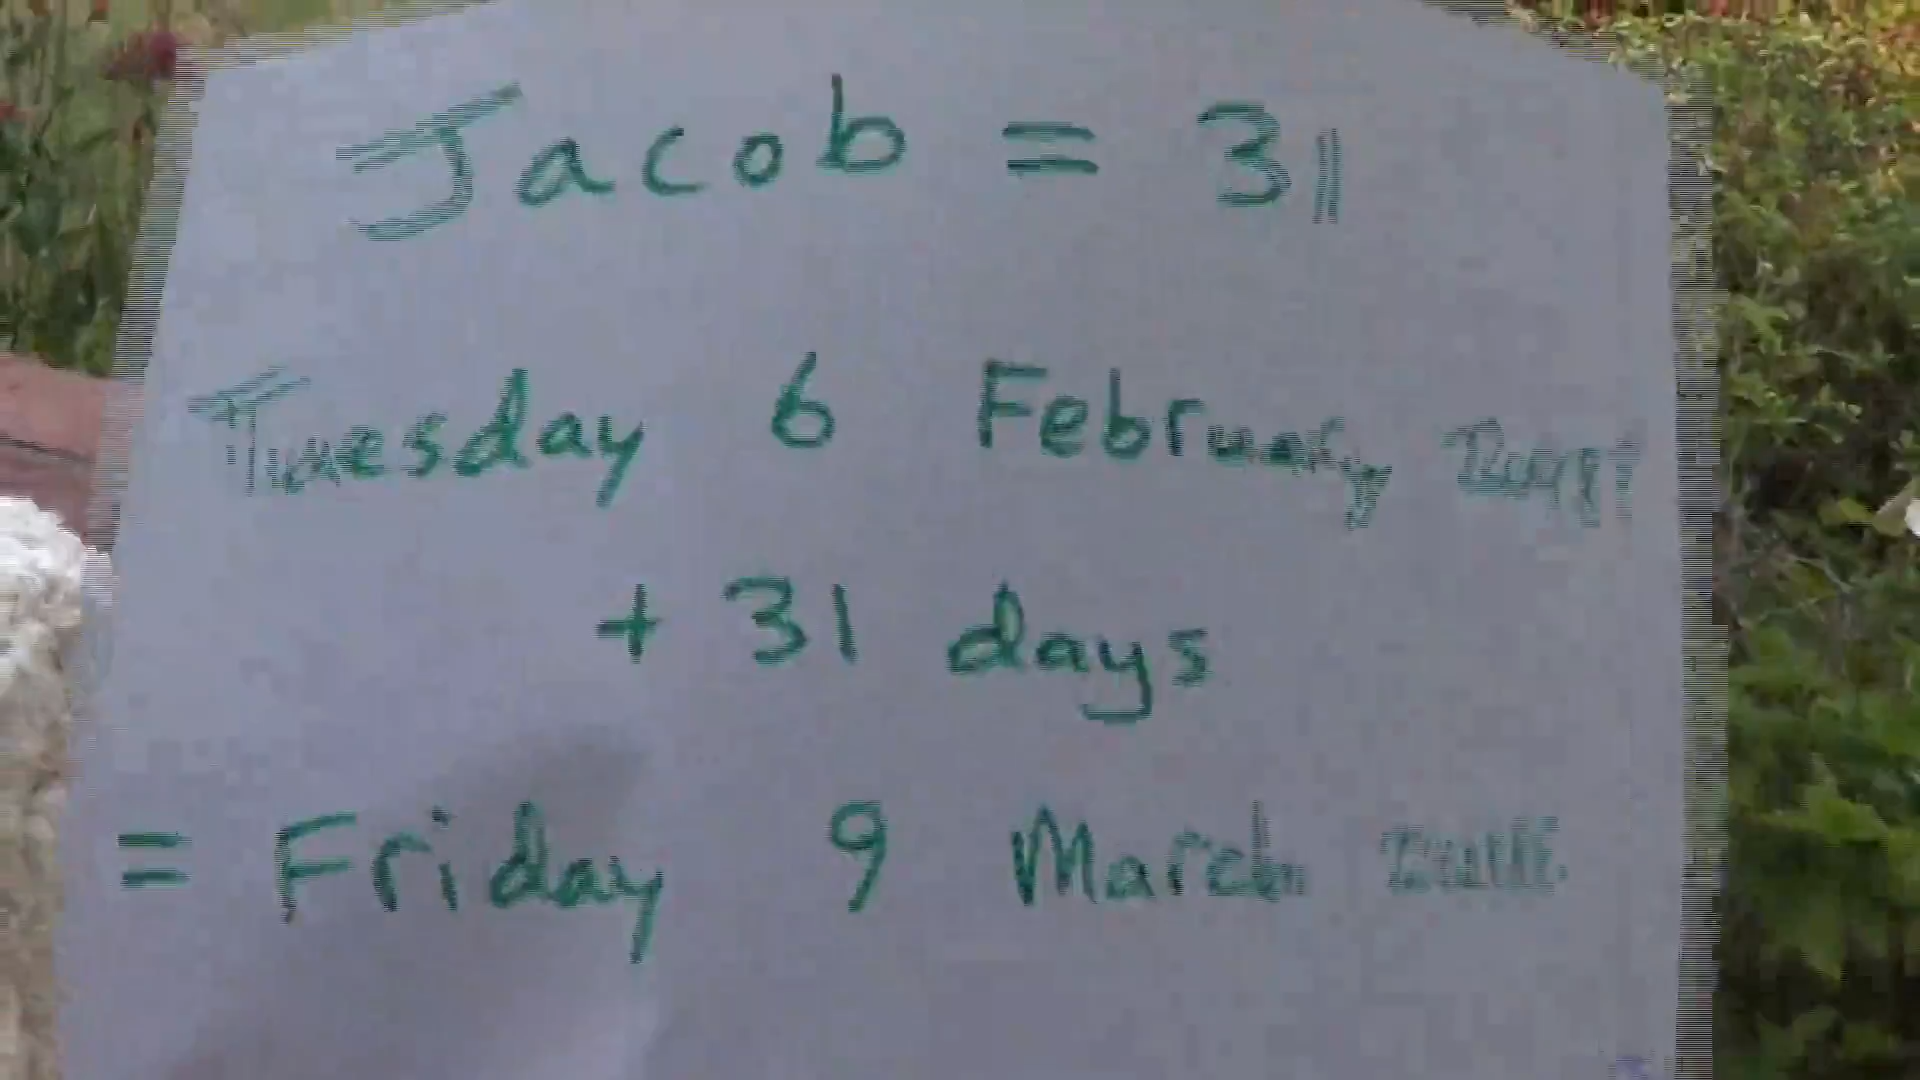 Jacob = 31
Tuesday 6 February
+ 31 days
= Friday 9 March